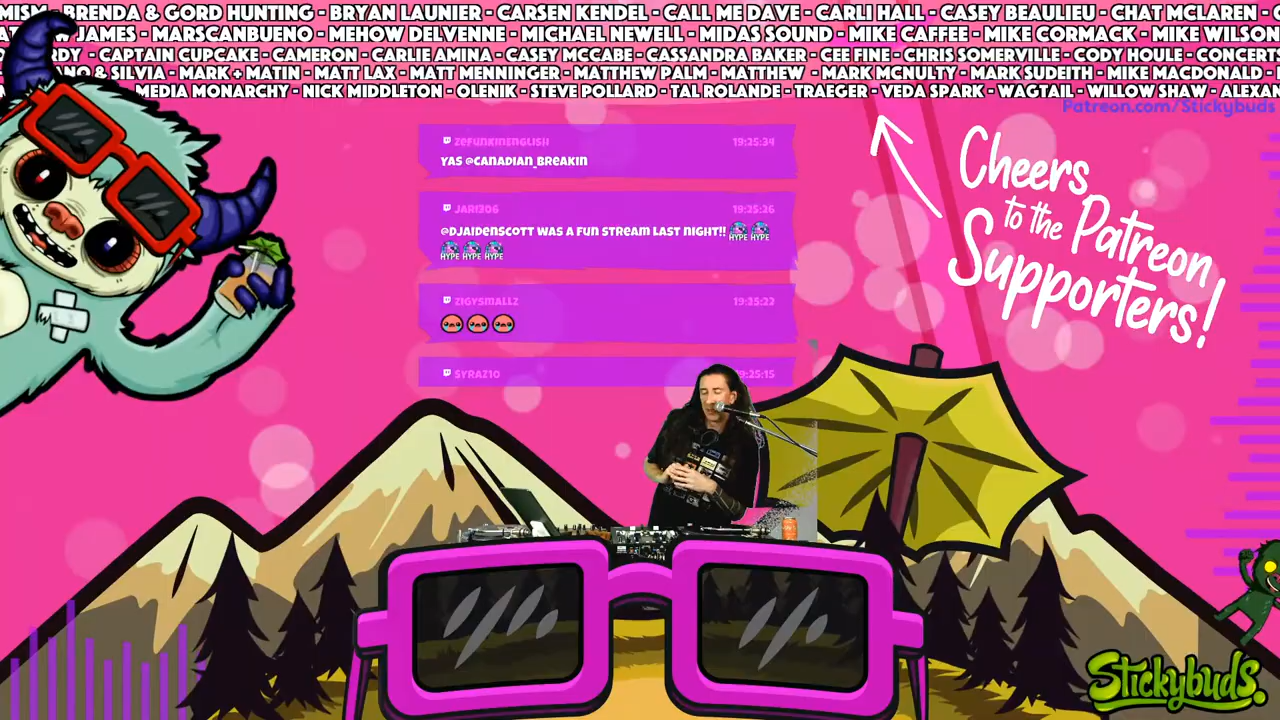 MISM - BRENDA & GORD HUNTING - BRYAN LAUNIER - CARSEN KENDEL - CALL ME DAVE - CARLI HALL - CASEY BEAULIEU - CHAT MCLAREN -
JAMES - MARSCANBUENO - MEHOW DELVENNE - MICHAEL NEWELL - MIDAS SOUND - MIKE CAFFEE - MIKE CORMACK - MIKE WILSON
RDY - CAPTAIN CUPCAKE - CAMERON - CARLIE AMINA - CASEY MCCABE - CASSANDRA BAKER - CEE FINE - CHRIS SOMERVILLE - CODY HOULE - CONCERTS
NO & SILVIA - MARK + MATIN - MATT LAX - MATT MENNINGER - MATTHEW PALM - MATTHEW - MARK MCNULTY - MARK SUDEITH - MIKE MACDONALD -
MEDIA MONARCHY - NICK MIDDLETON - OLENIK - STEVE POLLARD - TAL ROLANDE - TRAEGER - VEDA SPARK - WAGTAIL - WILLOW SHAW - ALEXAN
Patreon.com/Stickybuds
Cheers
to the Patreon
Supporters!
ZEFUNKINENGLISH 19:25:34
YAS @CANADIAN_BREAKIN
JARI306 19:25:26
@DJAIDENSCOTT WAS A FUN STREAM LAST NIGHT!! HYPE HYPE
HYPE HYPE HYPE
ZIGYSMALLZ 19:25:22
SYRAZ10 19:25:15
Stickybuds.